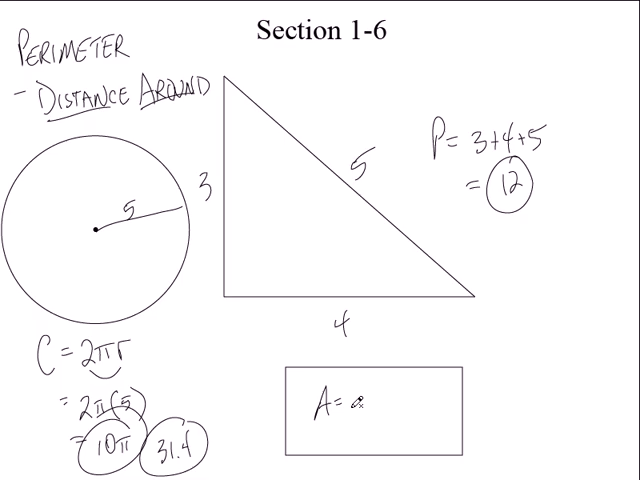 Section 1-6
PERIMETER
- DISTANCE AROUND
5
3
5
4
P = 3+4+5
= 12
C = 2πr
= 2π(5)
= 10π 31.4
A =